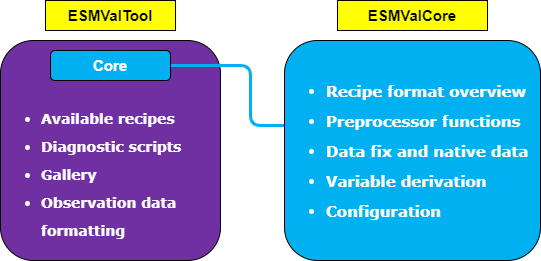 ESMValTool
Core
• Available recipes
• Diagnostic scripts
• Gallery
• Observation data
formatting
ESMValCore
• Recipe format overview
• Preprocessor functions
• Data fix and native data
• Variable derivation
• Configuration